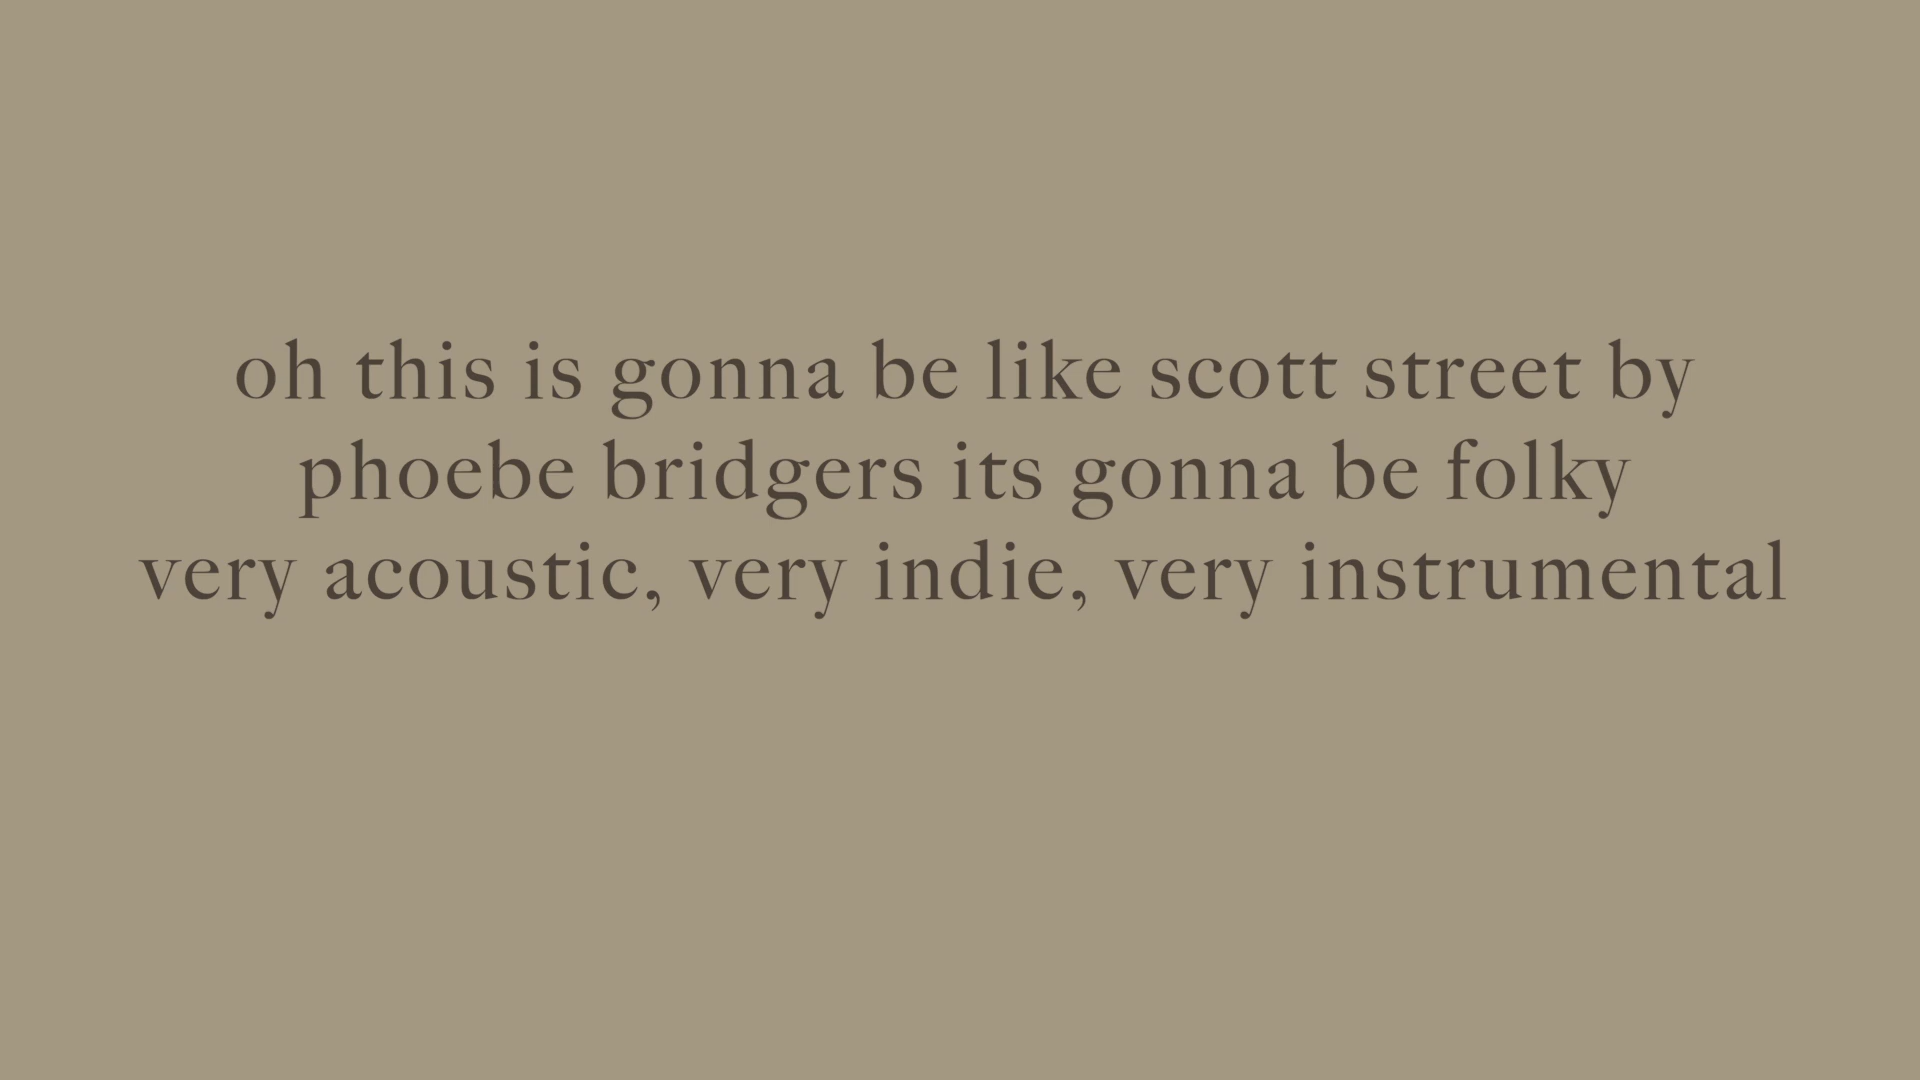 oh this is gonna be like scott street by
phoebe bridgers its gonna be folky
very acoustic, very indie, very instrumental